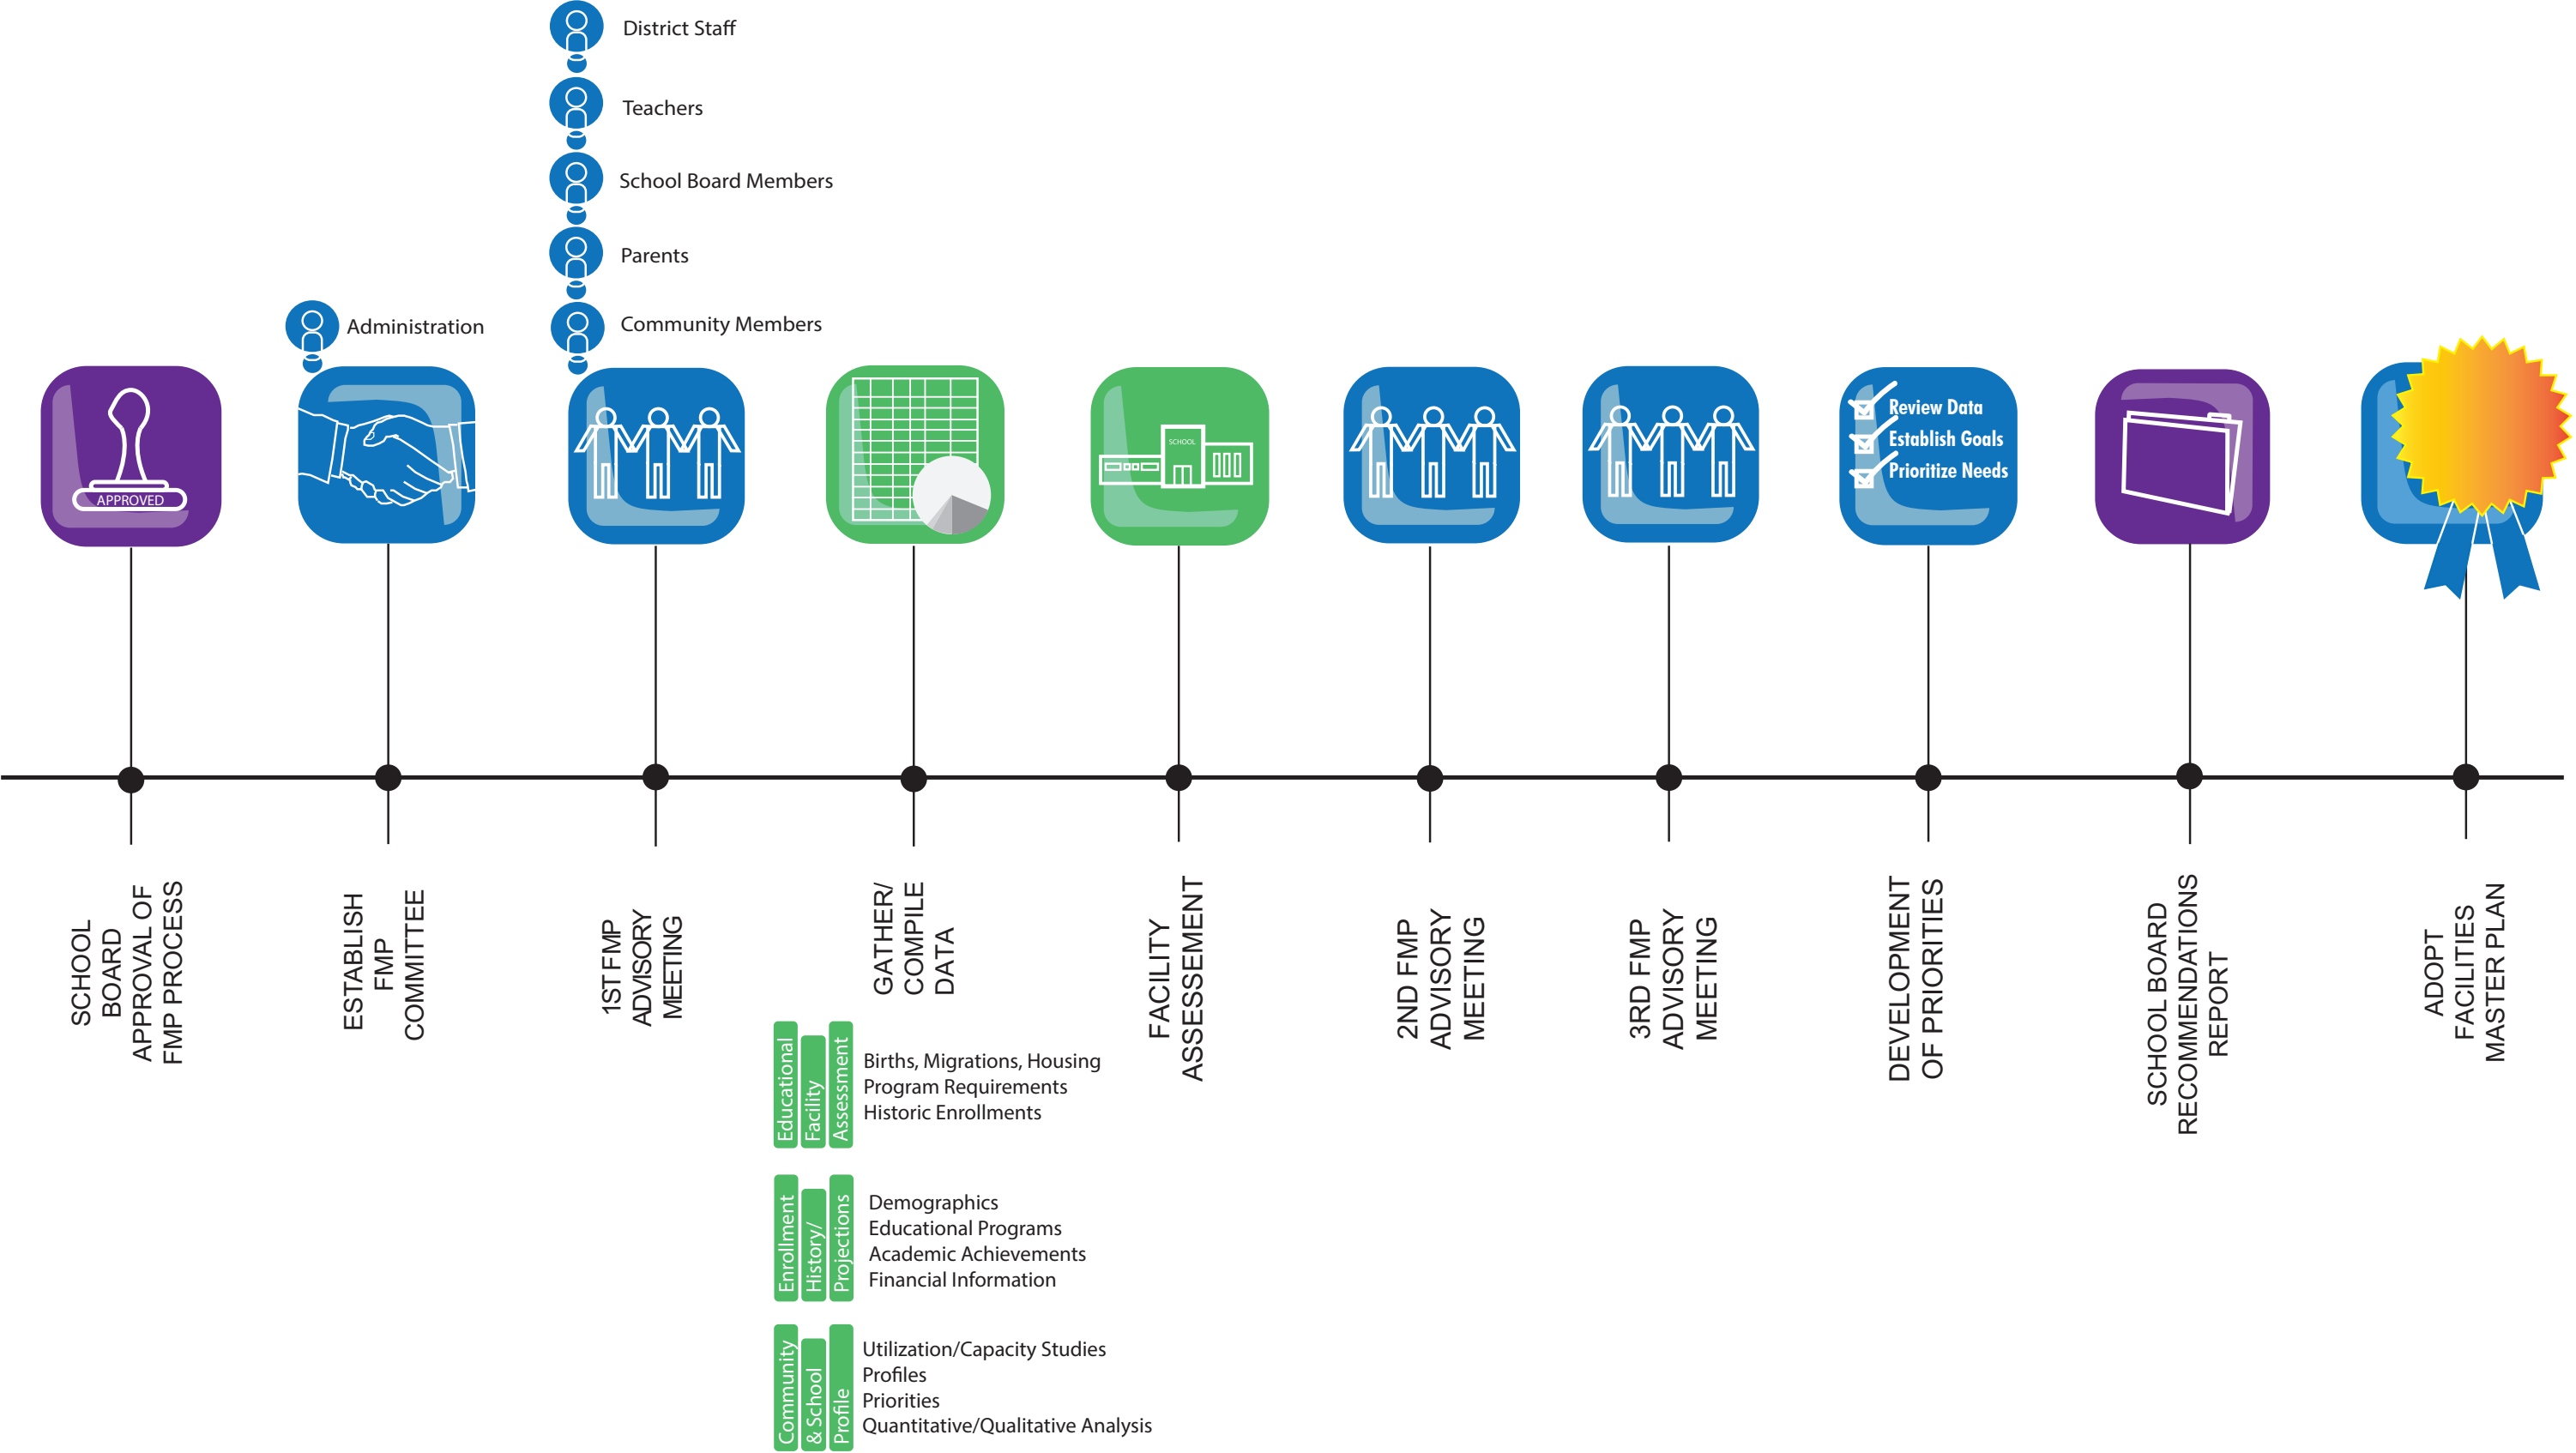 District Staff
Teachers
School Board Members
Parents
Community Members
Administration
APPROVED
SCHOOL
Review Data
Establish Goals
Prioritize Needs
SCHOOL
BOARD
APPROVAL OF
FMP PROCESS
ESTABLISH
FMP
COMMITTEE
1ST FMP
ADVISORY
MEETING
GATHER/
COMPILE
DATA
FACILITY
ASSESSEMENT
2ND FMP
ADVISORY
MEETING
3RD FMP
ADVISORY
MEETING
DEVELOPMENT
OF PRIORITIES
SCHOOL BOARD
RECOMMENDATIONS
REPORT
ADOPT
FACILITIES
MASTER PLAN
Educational
Facility
Assessment
Births, Migrations, Housing
Program Requirements
Historic Enrollments
Enrollment
History/
Projections
Demographics
Educational Programs
Academic Achievements
Financial Information
Community
& School
Profile
Utilization/Capacity Studies
Profiles
Priorities
Quantitative/Qualitative Analysis